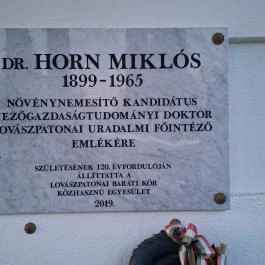 DR. HORN MIKLÓS
1899-1965
NÖVÉNYNEMESÍTŐ KANDIDÁTUS
MEZŐGAZDASÁGTUDOMÁNYI DOKTOR
LOVÁSZPATONAI URADALMI FŐINTÉZŐ
EMLÉKÉRE
SZÜLETÉSÉNEK 120. ÉVFORDULÓJÁN
ÁLLÍTTATTA A
LOVÁSZPATONAI BARÁTI KÖR
KÖZHASZNÚ EGYESÜLET
2019.